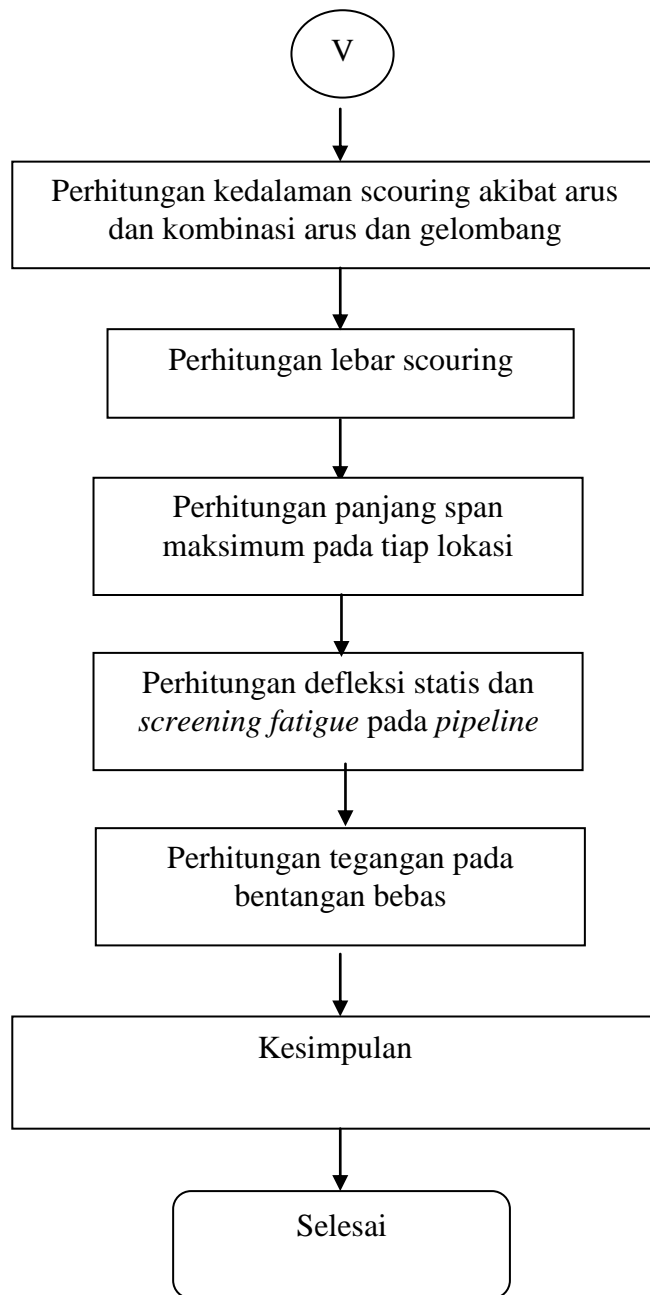 V
Perhitungan kedalaman scouring akibat arus
dan kombinasi arus dan gelombang
Perhitungan lebar scouring
Perhitungan panjang span
maksimum pada tiap lokasi
Perhitungan defleksi statis dan
screening fatigue pada pipeline
Perhitungan tegangan pada
bentangan bebas
Kesimpulan
Selesai